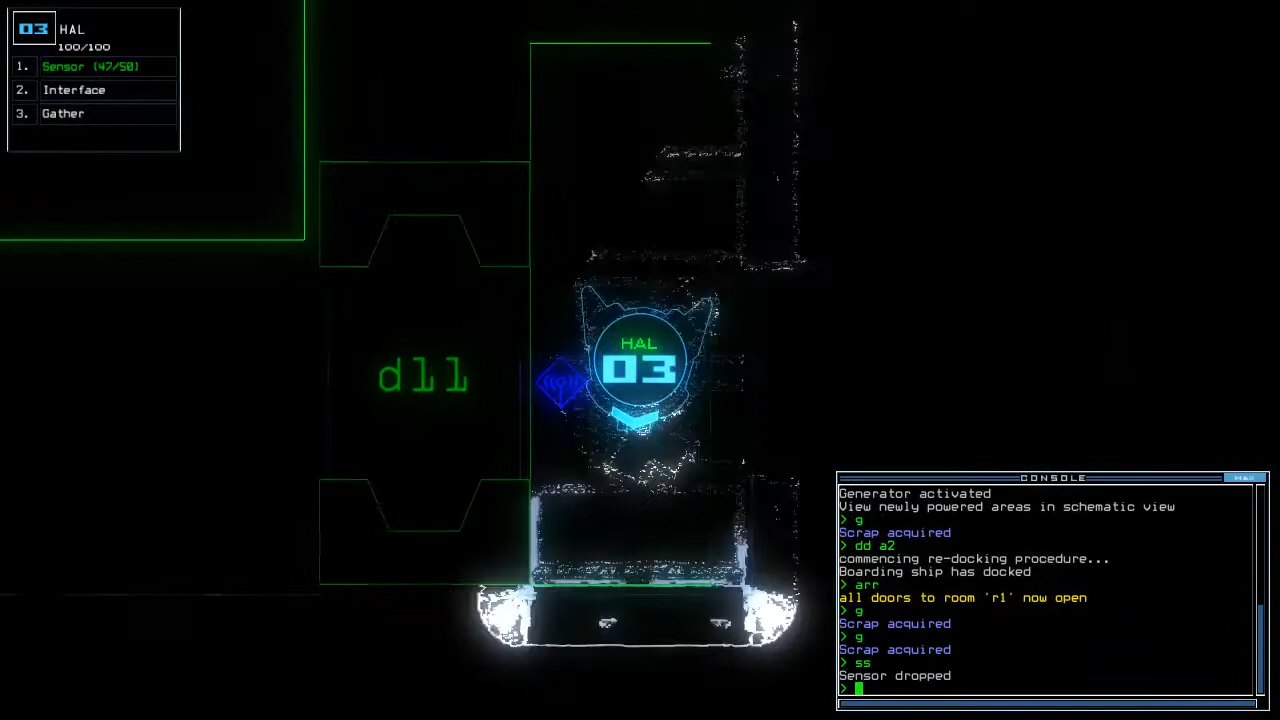 03 HAL
100/100
1. Sensor (47/50)
2. Interface
3. Gather
dll
HAL
03
CONSOLE
Generator activated
View newly powered areas in schematic view
> g
Scrap acquired
> dd a2
commencing re-docking procedure...
Boarding ship has docked
> arr
all doors to room 'r1' now open
> g
Scrap acquired
> g
Scrap acquired
> ss
Sensor dropped
>